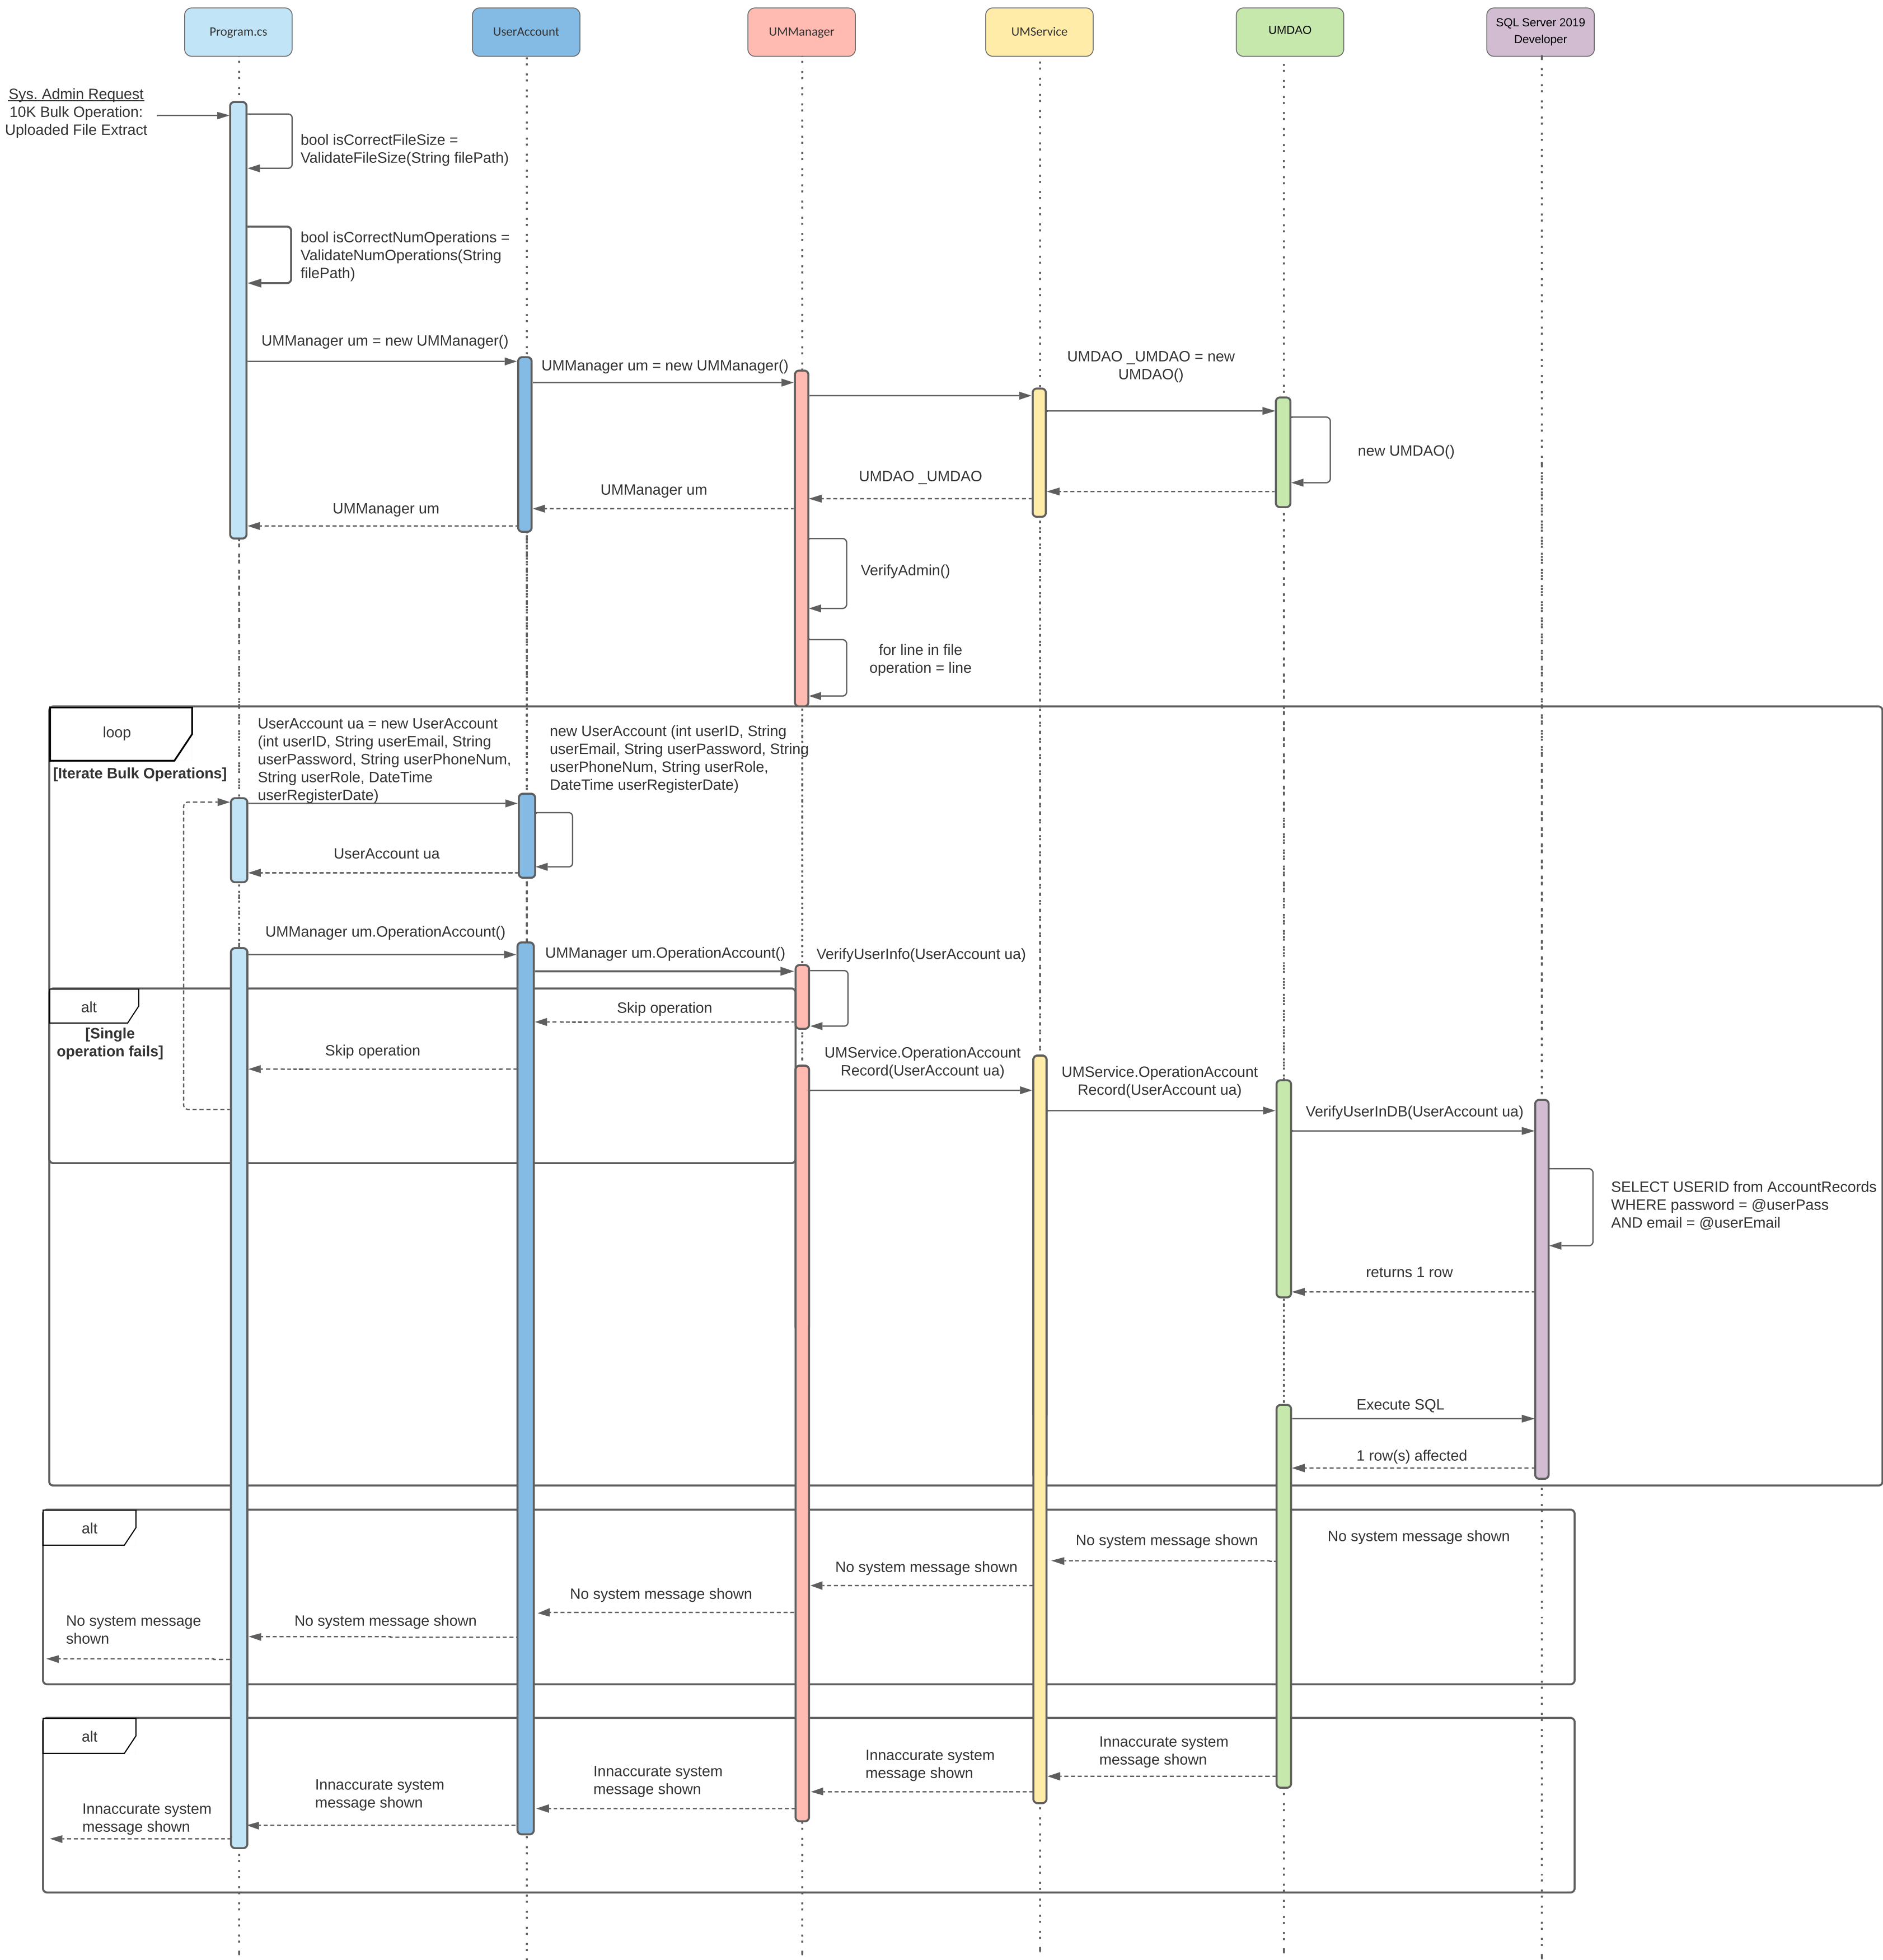 Program.cs
UserAccount
UMManager
UMService
UMDAO
SQL Server 2019
Developer
Sys. Admin Request
10K Bulk Operation:
Uploaded File Extract
bool isCorrectFileSize =
ValidateFileSize(String filePath)
bool isCorrectNumOperations =
ValidateNumOperations(String
filePath)
UMManager um = new UMManager()
UMManager um = new UMManager()
UMDAO _UMDAO = new
UMDAO()
new UMDAO()
UMDAO _UMDAO
UMManager um
UMManager um
VerifyAdmin()
for line in file
operation = line
loop
[Iterate Bulk Operations]
UserAccount ua = new UserAccount
(int userID, String userEmail, String
userPassword, String userPhoneNum,
String userRole, DateTime
userRegisterDate)
new UserAccount (int userID, String
userEmail, String userPassword, String
userPhoneNum, String userRole,
DateTime userRegisterDate)
UserAccount ua
UMManager um.OperationAccount()
UMManager um.OperationAccount()
VerifyUserInfo(UserAccount ua)
alt
[Single
operation fails]
Skip operation
Skip operation
UMService.OperationAccount
Record(UserAccount ua)
UMService.OperationAccount
Record(UserAccount ua)
VerifyUserInDB(UserAccount ua)
SELECT USERID from AccountRecords
WHERE password = @userPass
AND email = @userEmail
returns 1 row
Execute SQL
1 row(s) affected
alt
No system message shown
No system message shown
No system message shown
No system message shown
No system message shown
No system message
shown
alt
Innaccurate system
message shown
Innaccurate system
message shown
Innaccurate system
message shown
Innaccurate system
message shown
Innaccurate system
message shown